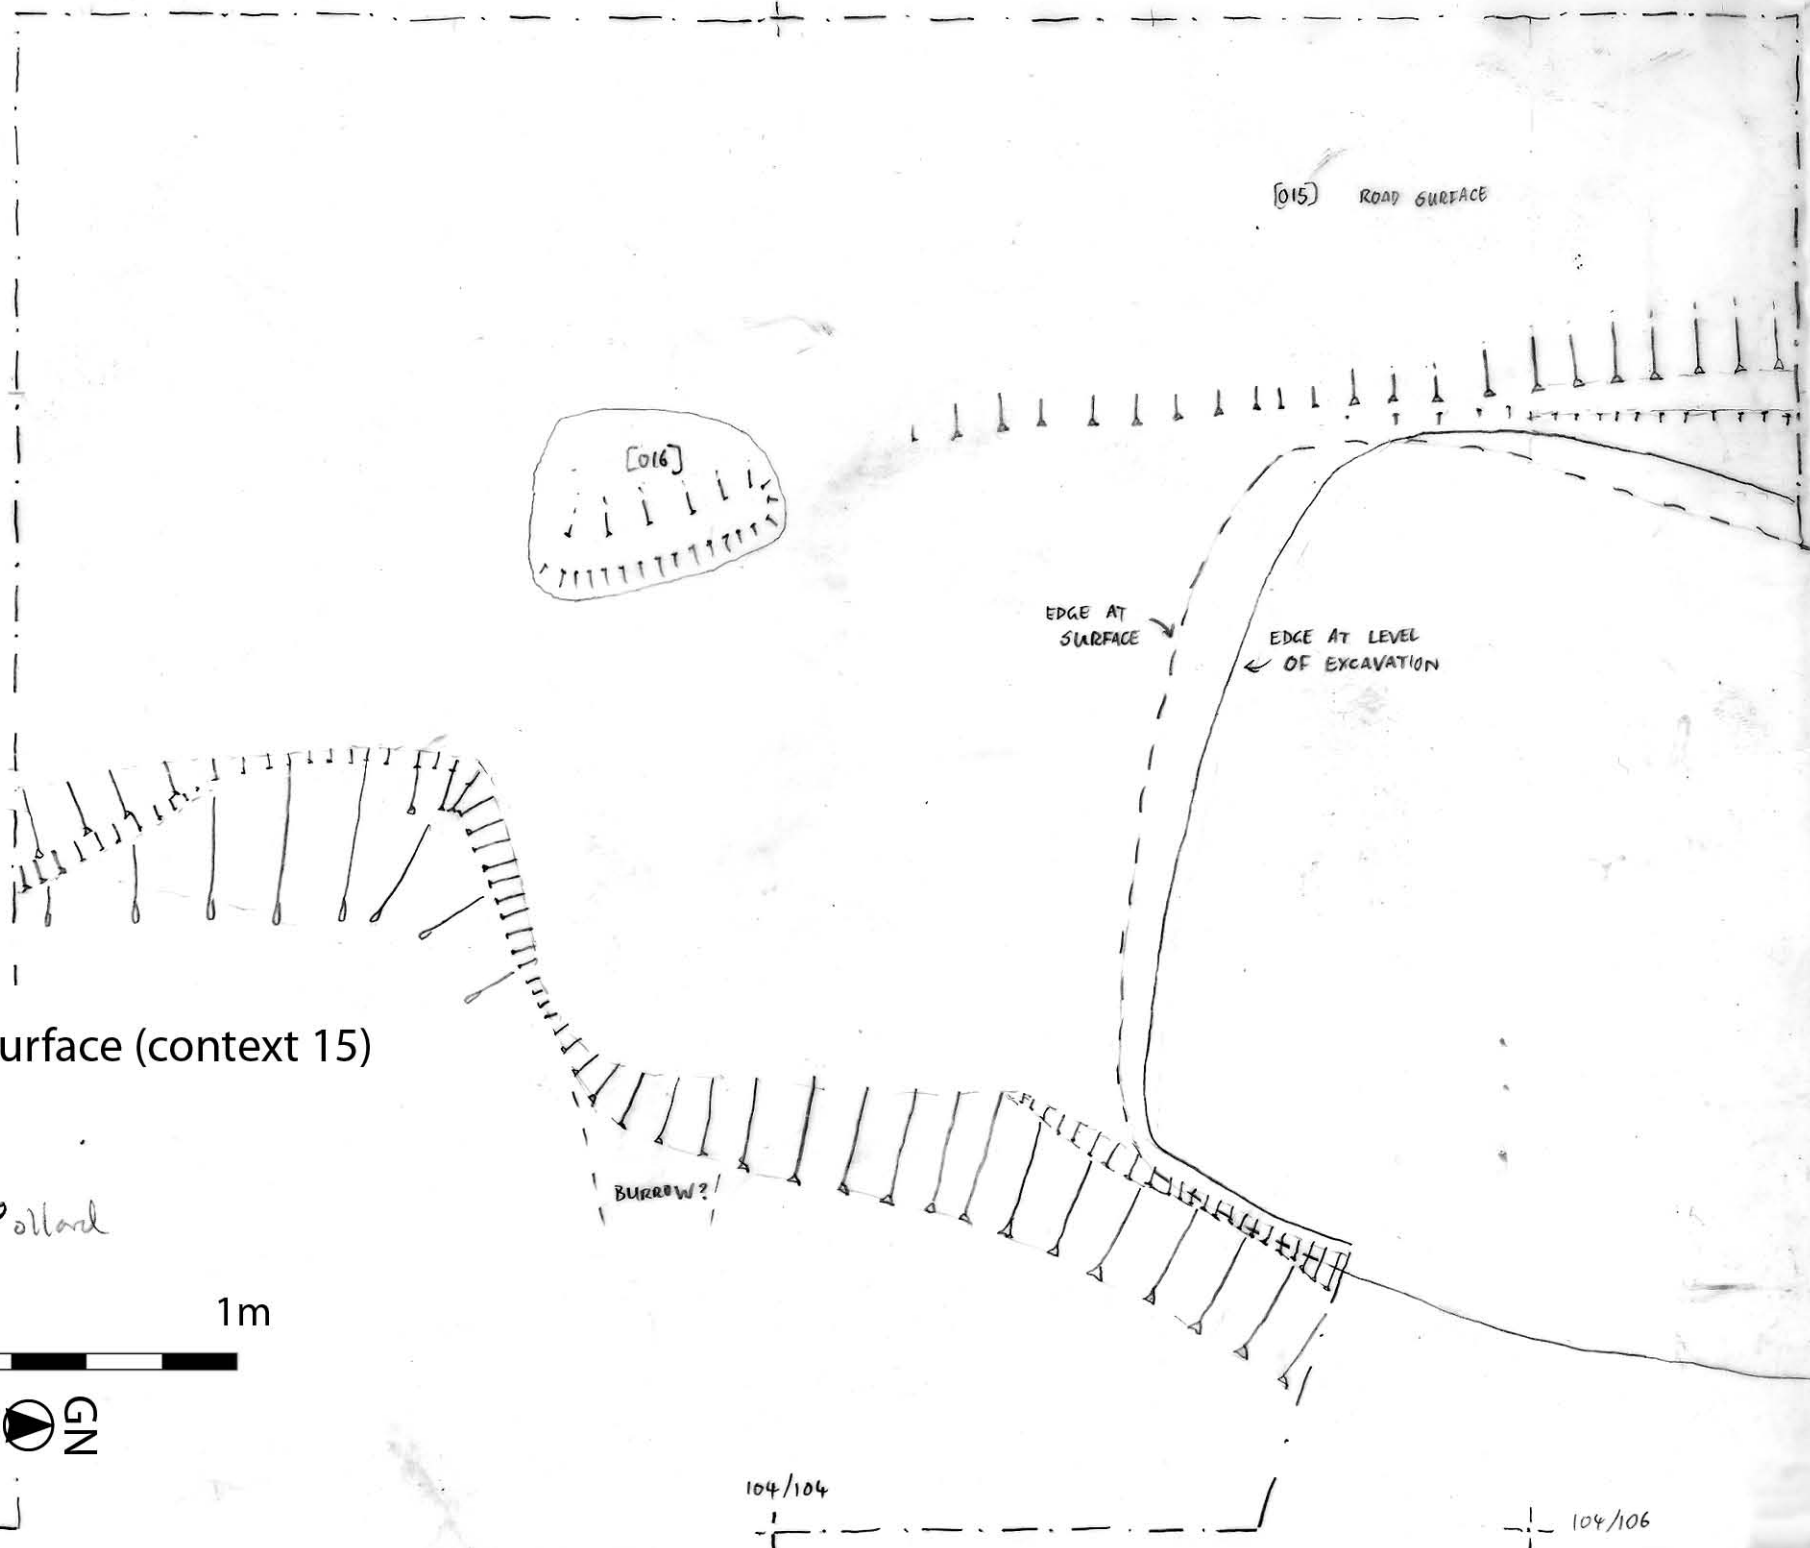 [015] ROAD SURFACE
[016]
EDGE AT
SURFACE
EDGE AT LEVEL
OF EXCAVATION
urface (context 15)
BURROW?
ollard
1m
GN
104/104
104/106